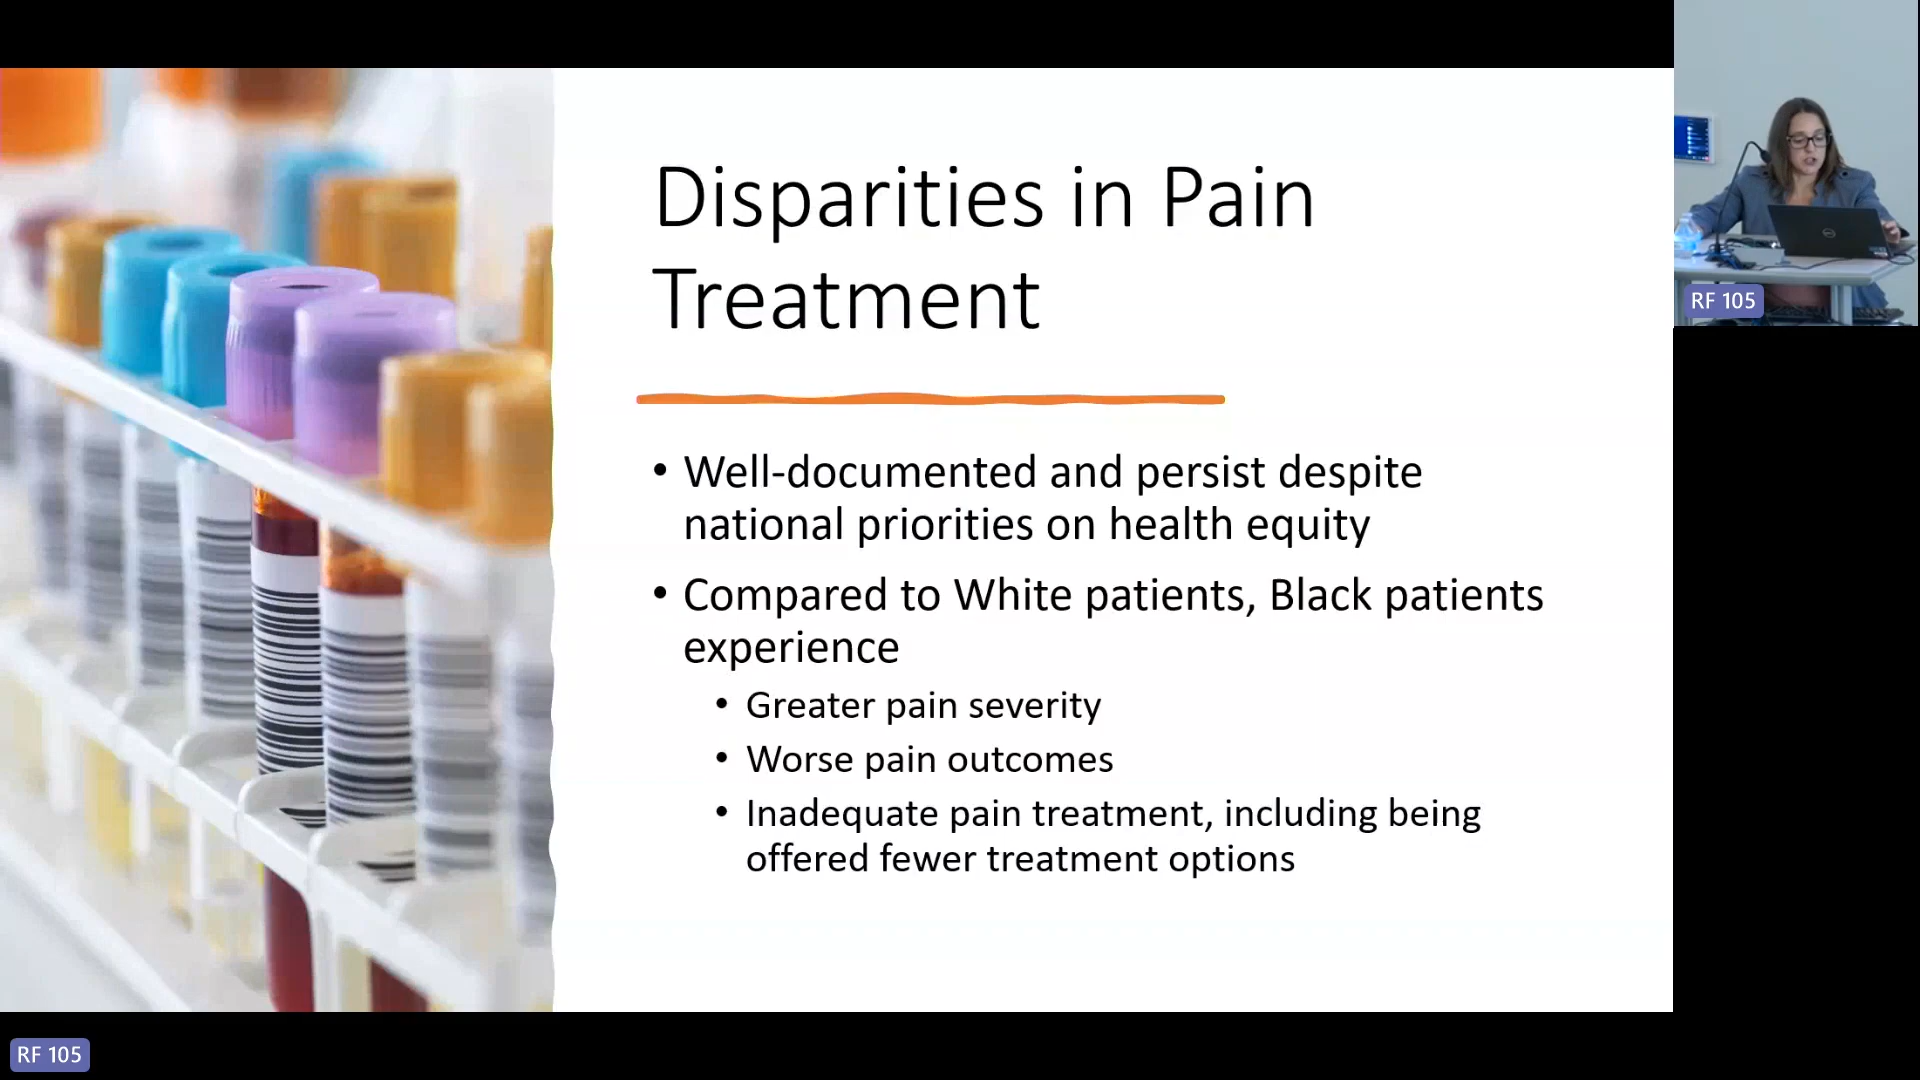 Disparities in Pain
Treatment
• Well-documented and persist despite
national priorities on health equity
• Compared to White patients, Black patients
experience
• Greater pain severity
• Worse pain outcomes
• Inadequate pain treatment, including being
offered fewer treatment options
RF 105
RF 105